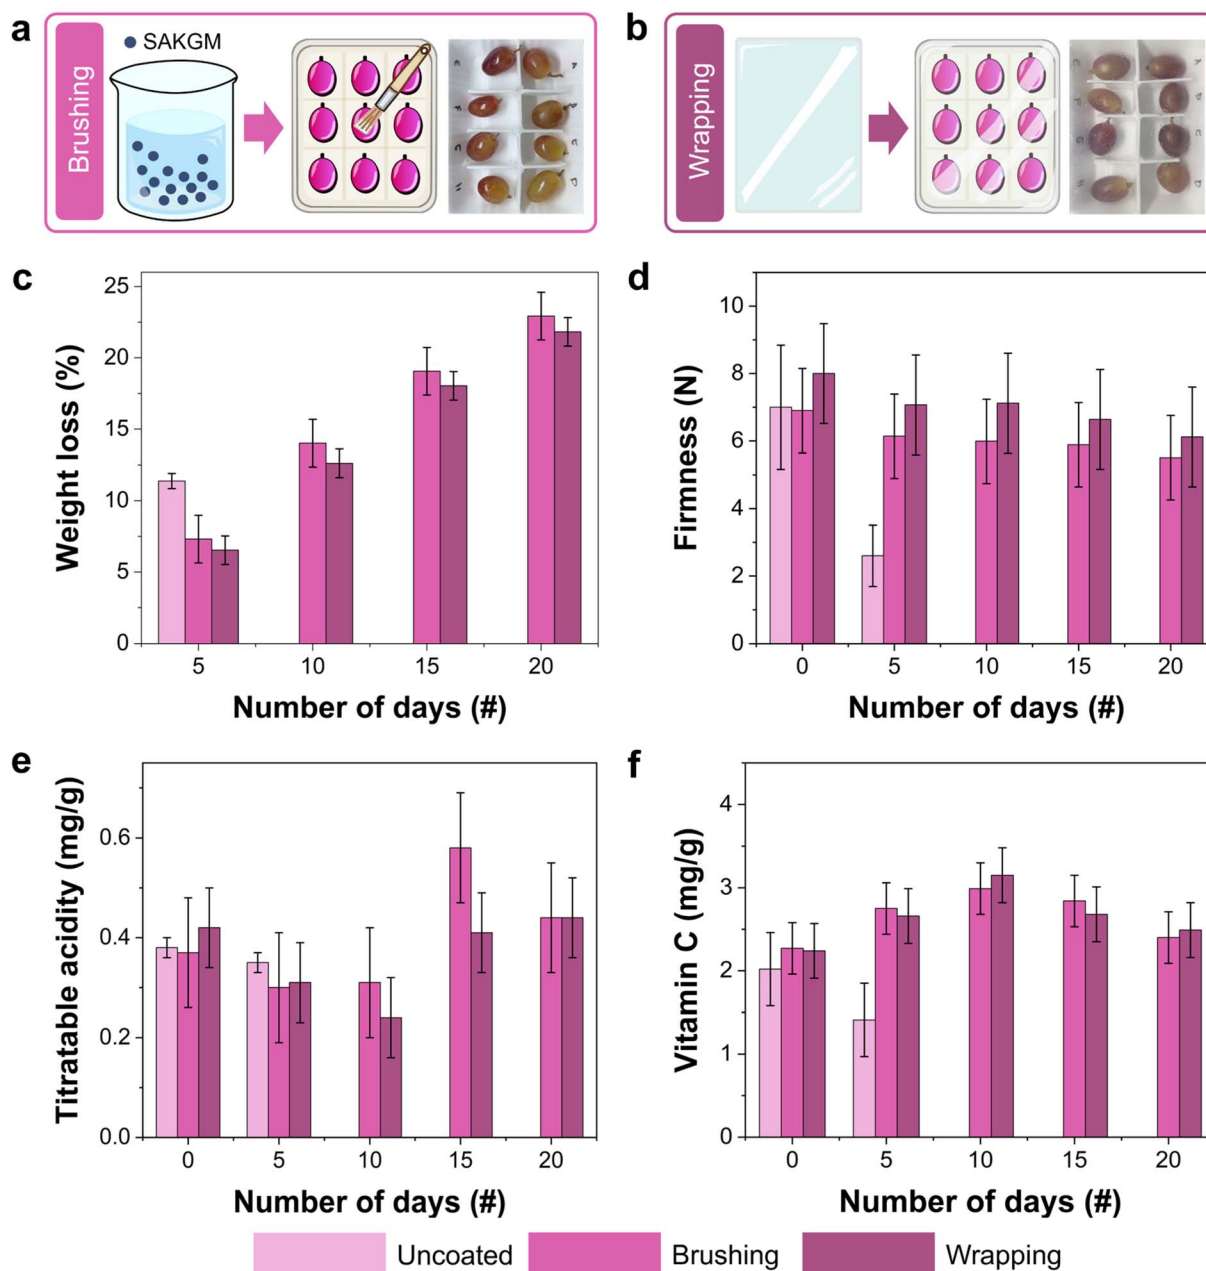 a
Brushing
SAKGM
b
Wrapping
c
Weight loss (%)
25
20
15
10
5
0
5 10 15 20
Number of days (#)
d
Firmness (N)
10
8
6
4
2
0
0 5 10 15 20
Number of days (#)
e
Titratable acidity (mg/g)
0.6
0.4
0.2
0.0
0 5 10 15 20
Number of days (#)
f
Vitamin C (mg/g)
4
3
2
1
0
0 5 10 15 20
Number of days (#)
Uncoated Brushing Wrapping